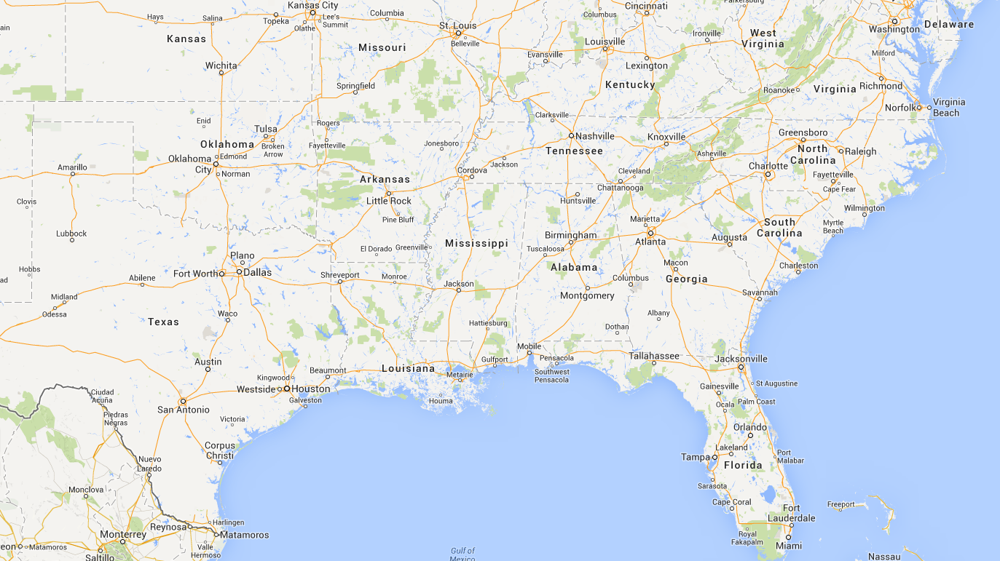 Kansas City
Hays
Salina
Topeka
Olathe
Lee's
Summit
Columbia
St. Louis
Belleville
Columbus
Cincinnati
Parkersburg
Washington
Delaware
ain
Kansas
Missouri
Louisville
Ironville
West
Virginia
Evansville
Lexington
Milford
Wichita
Springfield
Kentucky
Roanoke
Virginia
Richmond
Norfolk
Virginia
Beach
Enid
Tulsa
Rogers
Clarksville
Oklahoma
Broken
Arrow
Fayetteville
Jonesboro
Nashville
Knoxville
Greensboro
Tennessee
Asheville
North
Carolina
Raleigh
Oklahoma
City
Edmond
Norman
Amarillo
Arkansas
Cordova
Jackson
Cleveland
Chattanooga
Charlotte
Fayetteville
Cape Fear
Clovis
Little Rock
Pine Bluff
Huntsville
Wilmington
Lubbock
Marietta
Atlanta
South
Carolina
Myrtle
Beach
Mississippi
Birmingham
Augusta
El Dorado
Greenville
Tuscaloosa
Plano
Fort Worth
Dallas
Hobbs
ad
Abilene
Shreveport
Monroe
Jackson
Alabama
Macon
Charleston
Columbus
Georgia
Midland
Odessa
Montgomery
Savannah
Waco
Texas
Hattiesburg
Albany
Dothan
Austin
Mobile
Tallahassee
Jacksonville
Louisiana
Gulfport
Pensacola
Southwest
Pensacola
Beaumont
Kingwood
Metairie
Westside
Houston
Gainesville
St Augustine
Galveston
Houma
Ocala
Palm Coast
Ciudad
Acuña
San Antonio
Piedras
Negras
Victoria
Orlando
Corpus
Christi
Lakeland
Tampa
Port
Malabar
Florida
Nuevo
Laredo
Sarasota
Monclova
Cape Coral
Fort
Lauderdale
Freeport
Harlingen
Reynosa
Matamoros
Monterrey
Royal
Fakapalm
Miami
eon
Matamoros
Valle
Hermoso
Saltillo
Gulf of
Mexico
Nassau